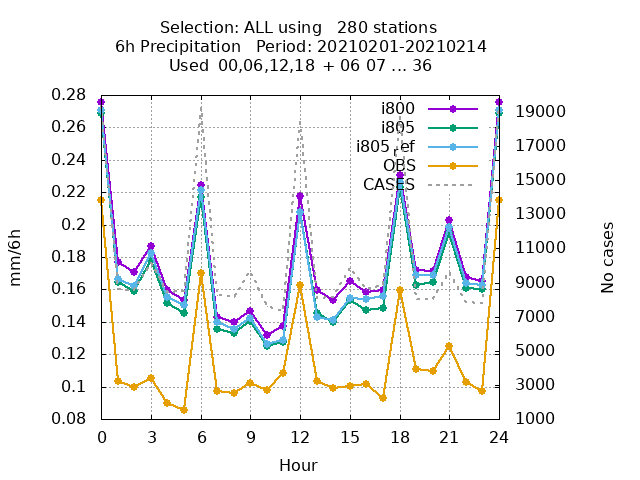 Selection: ALL using 280 stations
6h Precipitation Period: 20210201-20210214
Used 00,06,12,18 + 06 07 ... 36
0.28
0.26
0.24
0.22
0.2
0.18
0.16
0.14
0.12
0.1
0.08
mm/6h
i800
i805
i805ref
OBS
CASES
19000
17000
15000
13000
11000
9000
7000
5000
3000
1000
No cases
0 3 6 9 12 15 18 21 24
Hour